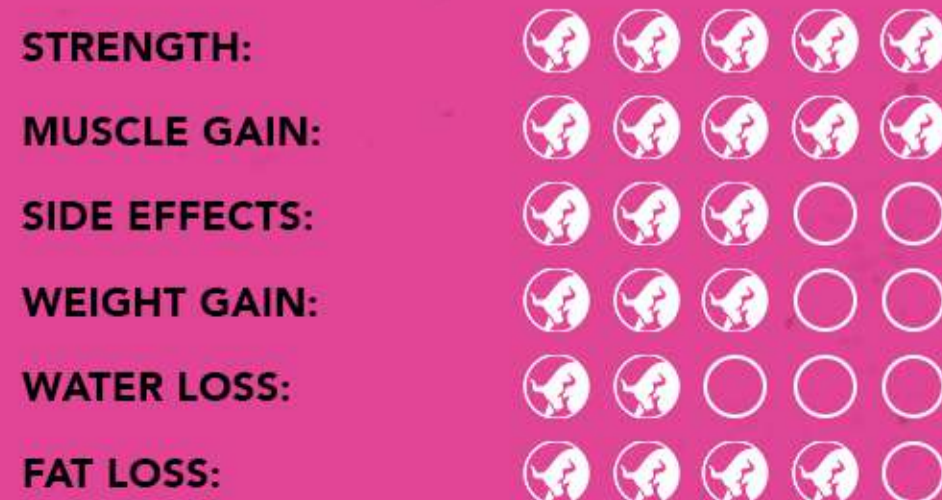 STRENGTH:
MUSCLE GAIN:
SIDE EFFECTS:
WEIGHT GAIN:
WATER LOSS:
FAT LOSS: